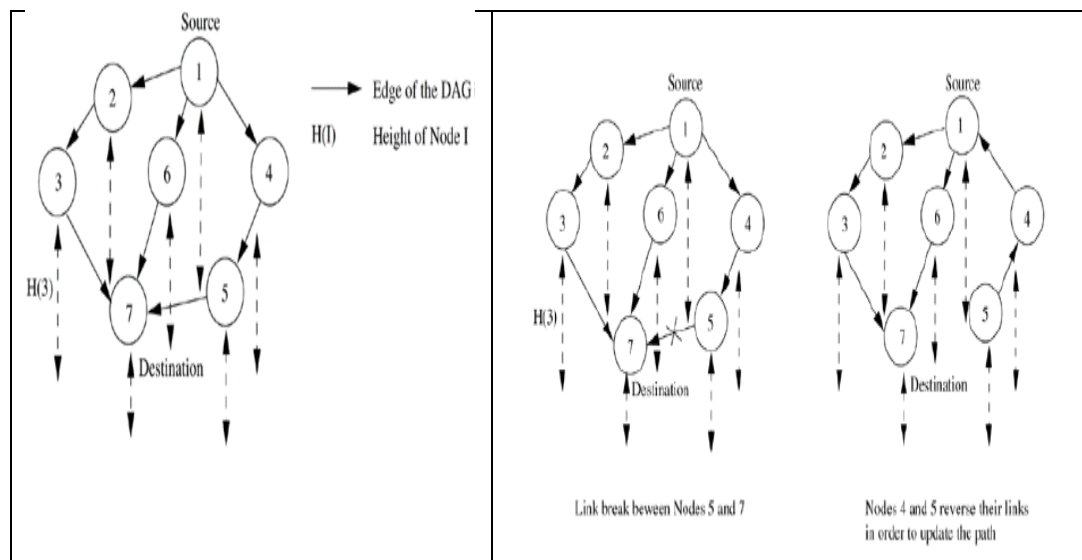 Source
1
Edge of the DAG
2
H(I) Height of Node I
3
6
4
H(3)
5
7
Destination
Source
1
2
3
6
4
H(3)
5
7
Destination
Link break beween Nodes 5 and 7
Source
1
2
3
6
4
5
7
Destination
Nodes 4 and 5 reverse their links
in order to update the path